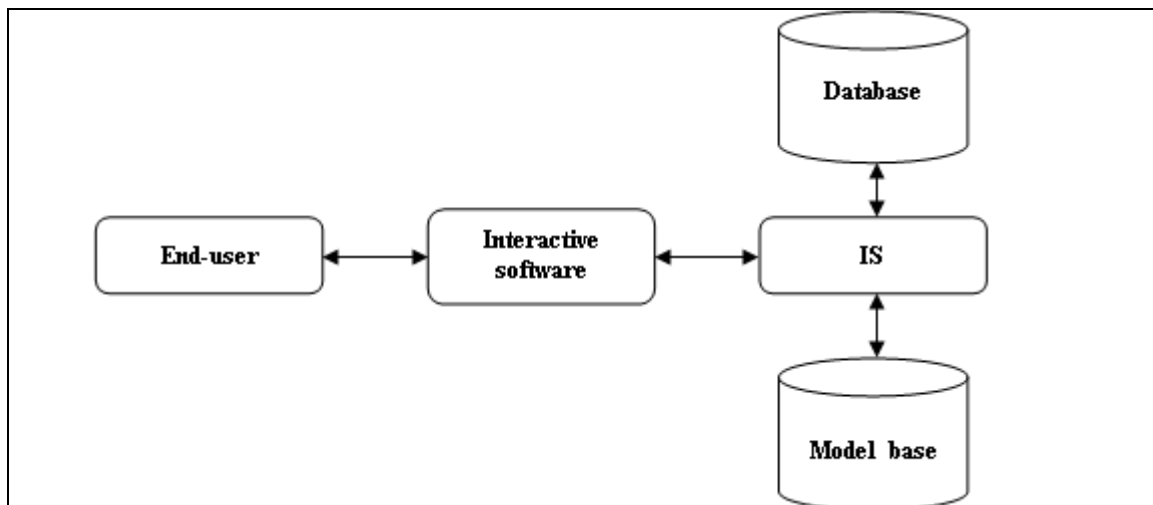 Database
End-user
Interactive
software
IS
Model base